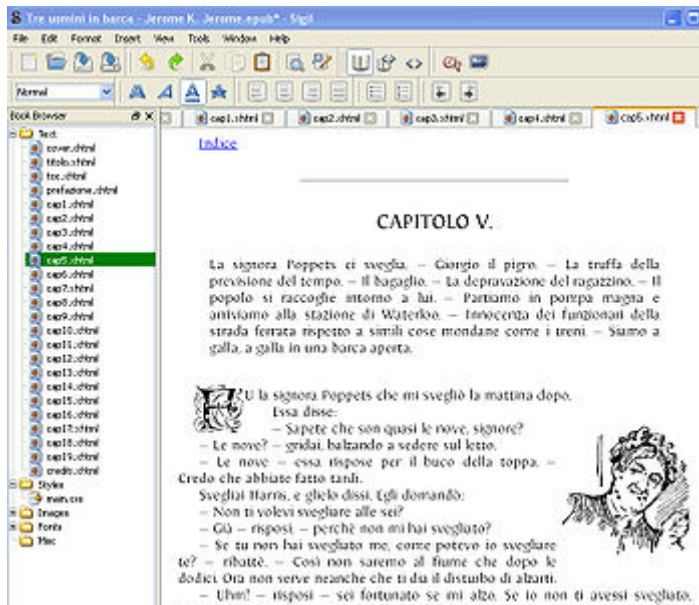 Tre uomini in barca - Jerome K. Jerome.epub* - Sigil
File Edit Format Insert View Tools Window Help
Normal
Book Browser
cap1.xhtml cap2.xhtml cap3.xhtml cap4.xhtml cap5.xhtml
Text
cover.xhtml
titolo.xhtml
toc.xhtml
prefazione.xhtml
cap1.xhtml
cap2.xhtml
cap3.xhtml
cap4.xhtml
cap5.xhtml
cap6.xhtml
cap7.xhtml
cap8.xhtml
cap9.xhtml
cap10.xhtml
cap11.xhtml
cap12.xhtml
cap13.xhtml
cap14.xhtml
cap15.xhtml
cap16.xhtml
cap17.xhtml
cap18.xhtml
cap19.xhtml
credits.xhtml
Styles
main.css
Images
Fonts
Misc
Indice
CAPITOLO V.
La signora Poppets ci sveglia. – Giorgio il pigro. – La truffa della
previsione del tempo. – Il bagaglio. – La depravazione del ragazzino. – Il
popolo si raccoglie intorno a lui. – Partiamo in pompa magna e
arriviamo alla stazione di Waterloo. – Innocenza dei funzionari della
strada ferrata rispetto a simili cose mondane come i treni. – Siamo a
galla, a galla in una barca aperta.
FU la signora Poppets che mi svegliò la mattina dopo.
Essa disse:
– Sapete che son quasi le nove, signore?
– Le nove? – gridai, balzando a sedere sul letto.
– Le nove – essa rispose per il buco della toppa. –
Credo che abbiate fatto tardi.
Svegliai Harris, e glielo dissi. Egli domandò:
– Non ti volevi svegliare alle sei?
– Già – risposi – perchè non mi hai svegliato?
– Se tu non hai svegliato me, come potevo io svegliare
te? – ribattè. – Così non saremo al fiume che dopo le
dodici. Ora non serve neanche che ti dia il disturbo di alzarti.
– Uhm! – risposi – sei fortunato se mi alzo. Se io non ti avessi svegliato,